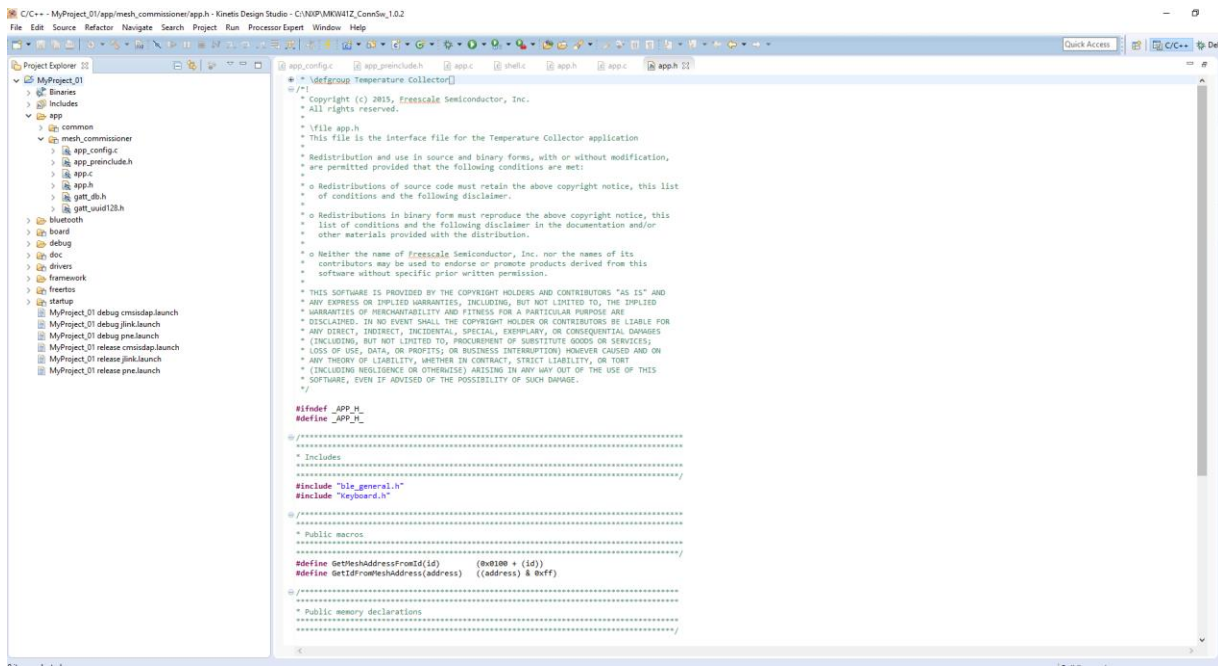 C/C++ - MyProject_01/app/mesh_commissioner/app.h - Kinetis Design Studio - C:\NXP\MKW41Z_ConnSw_1.0.2
File Edit Source Refactor Navigate Search Project Run Processor Expert Window Help
Quick Access
C/C++
Project Explorer
app_config.c
app_preinclude.h
app.c
shell.c
app.h
app.c
app.h
MyProject_01
Binaries
Includes
app
common
mesh_commissioner
app_config.c
app_preinclude.h
app.c
app.h
gatt_db.h
gatt_uuid128.h
bluetooth
board
debug
doc
drivers
framework
freertos
startup
MyProject_01 debug cmsisdap.launch
MyProject_01 debug jlink.launch
MyProject_01 debug pne.launch
MyProject_01 release cmsisdap.launch
MyProject_01 release jlink.launch
MyProject_01 release pne.launch
* \defgroup Temperature Collector
/*!
* Copyright (c) 2015, Freescale Semiconductor, Inc.
* All rights reserved.
*
* \file app.h
* This file is the interface file for the Temperature Collector application
*
* Redistribution and use in source and binary forms, with or without modification,
* are permitted provided that the following conditions are met:
*
* o Redistributions of source code must retain the above copyright notice, this list
*   of conditions and the following disclaimer.
*
* o Redistributions in binary form must reproduce the above copyright notice, this
*   list of conditions and the following disclaimer in the documentation and/or
*   other materials provided with the distribution.
*
* o Neither the name of Freescale Semiconductor, Inc. nor the names of its
*   contributors may be used to endorse or promote products derived from this
*   software without specific prior written permission.
*
* THIS SOFTWARE IS PROVIDED BY THE COPYRIGHT HOLDERS AND CONTRIBUTORS "AS IS" AND
* ANY EXPRESS OR IMPLIED WARRANTIES, INCLUDING, BUT NOT LIMITED TO, THE IMPLIED
* WARRANTIES OF MERCHANTABILITY AND FITNESS FOR A PARTICULAR PURPOSE ARE
* DISCLAIMED. IN NO EVENT SHALL THE COPYRIGHT HOLDER OR CONTRIBUTORS BE LIABLE FOR
* ANY DIRECT, INDIRECT, INCIDENTAL, SPECIAL, EXEMPLARY, OR CONSEQUENTIAL DAMAGES
* (INCLUDING, BUT NOT LIMITED TO, PROCUREMENT OF SUBSTITUTE GOODS OR SERVICES;
* LOSS OF USE, DATA, OR PROFITS; OR BUSINESS INTERRUPTION) HOWEVER CAUSED AND ON
* ANY THEORY OF LIABILITY, WHETHER IN CONTRACT, STRICT LIABILITY, OR TORT
* (INCLUDING NEGLIGENCE OR OTHERWISE) ARISING IN ANY WAY OUT OF THE USE OF THIS
* SOFTWARE, EVEN IF ADVISED OF THE POSSIBILITY OF SUCH DAMAGE.
*/
#ifndef _APP_H_
#define _APP_H_
* Includes
#include "ble_general.h"
#include "Keyboard.h"
* Public macros
#define GetMeshAddressFromId(id) (0x0100 + (id))
#define GetIdFromMeshAddress(address) ((address) & 0xff)
* Public memory declarations